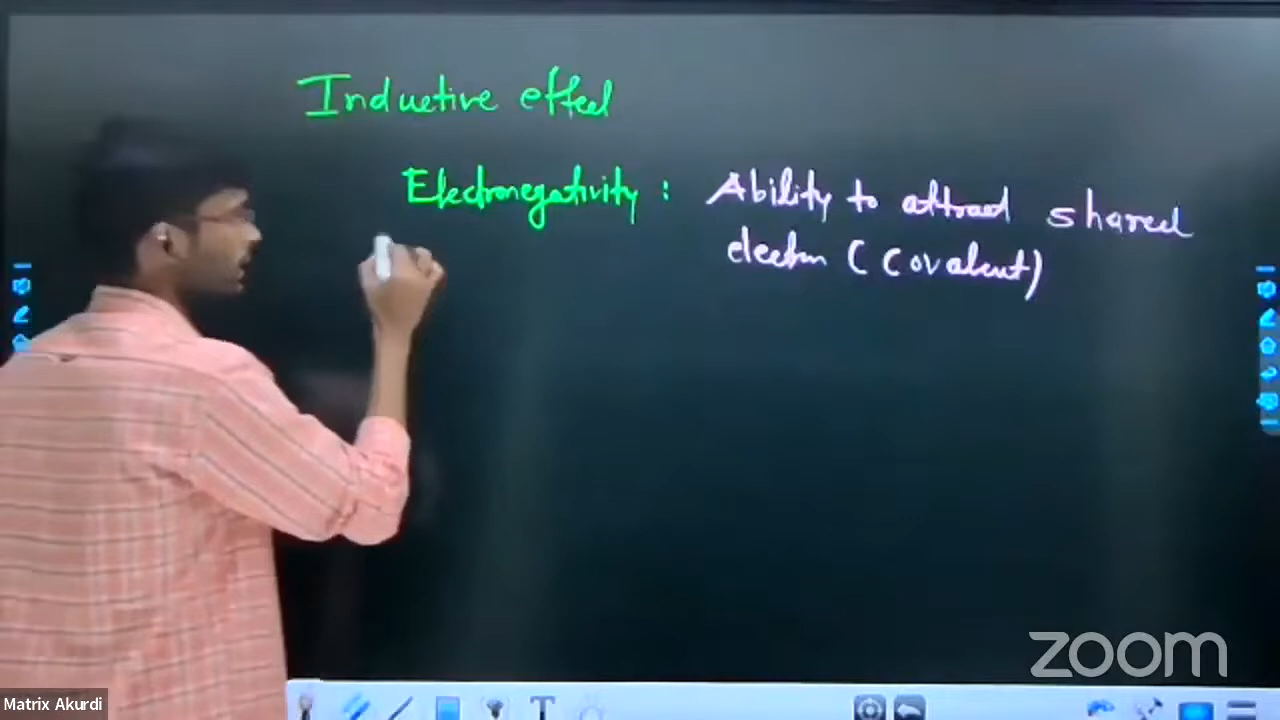 Inductive effect
Electronegativity : Ability to attract shared
electron (Covalent)
zoom
Matrix Akurdi
T